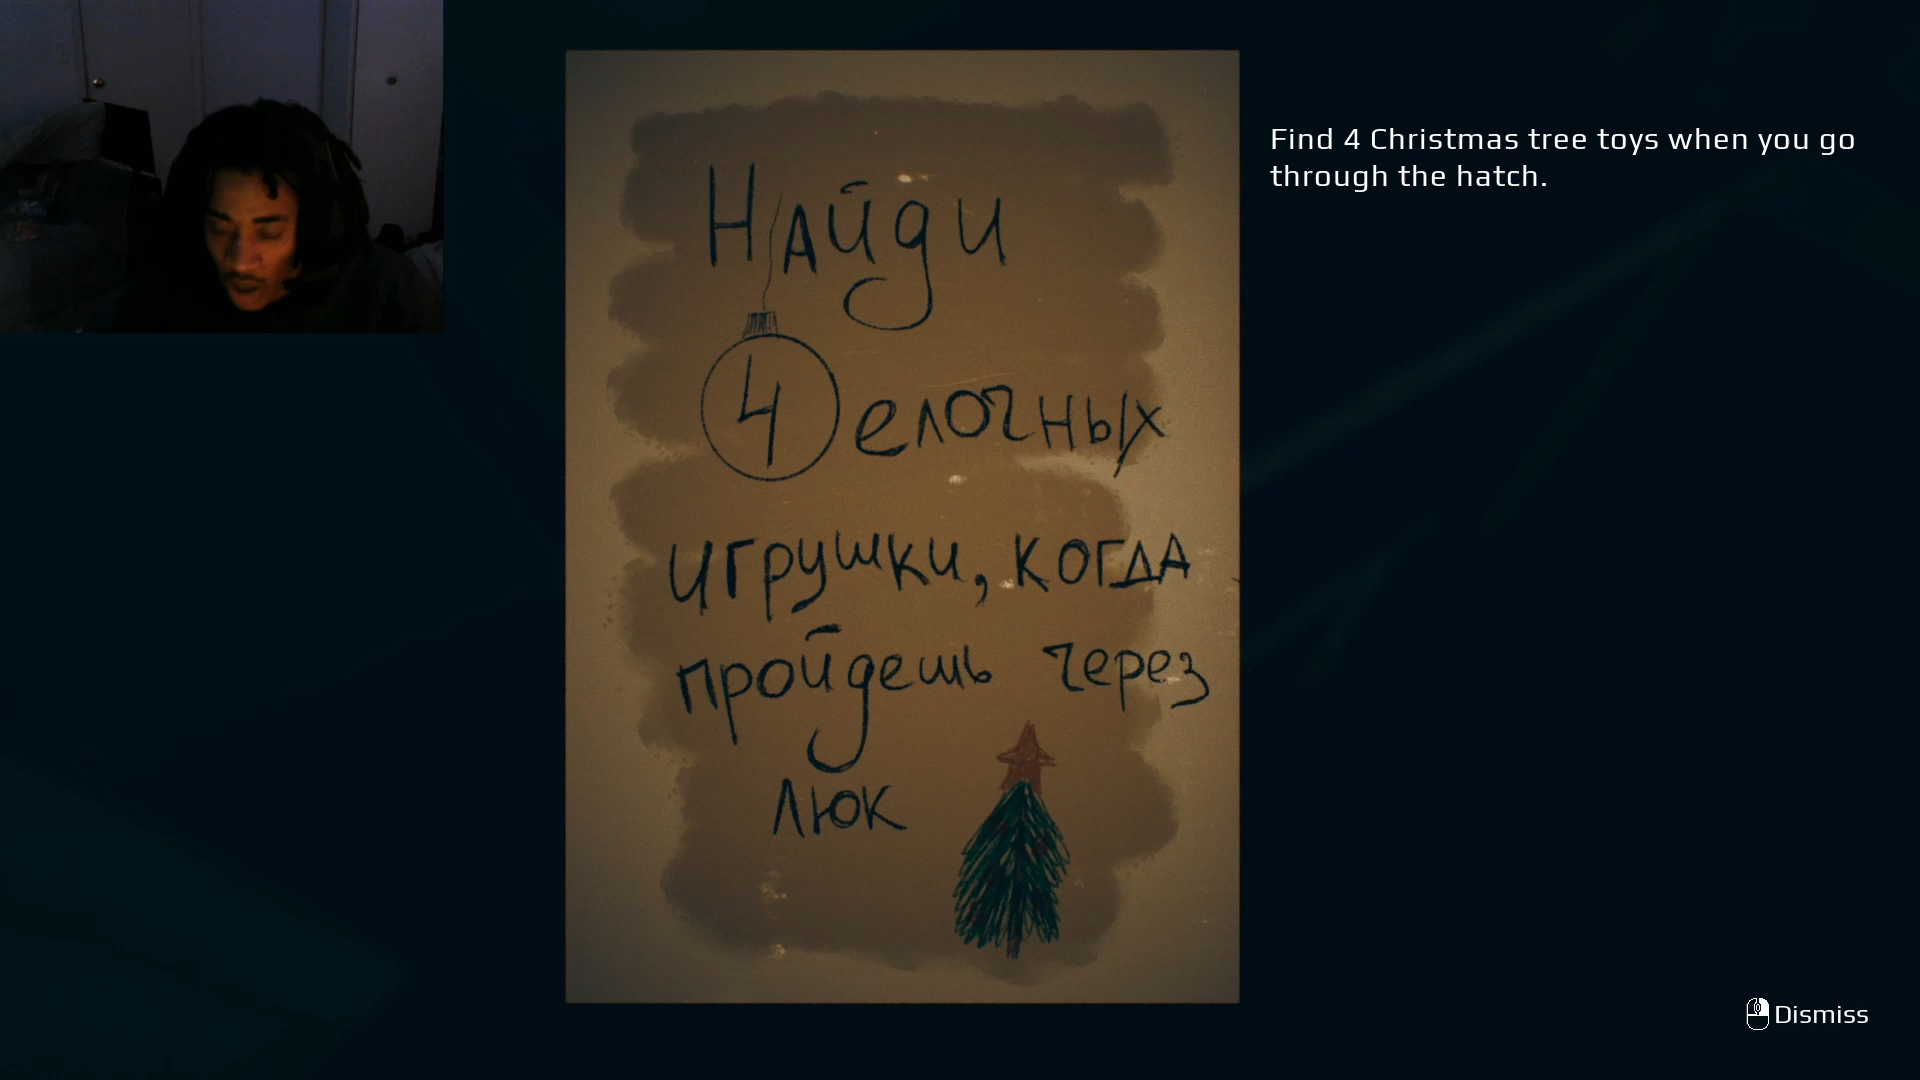 Найди
4 елочных
игрушки, когда
пройдешь через
люк
Find 4 Christmas tree toys when you go
through the hatch.
Dismiss